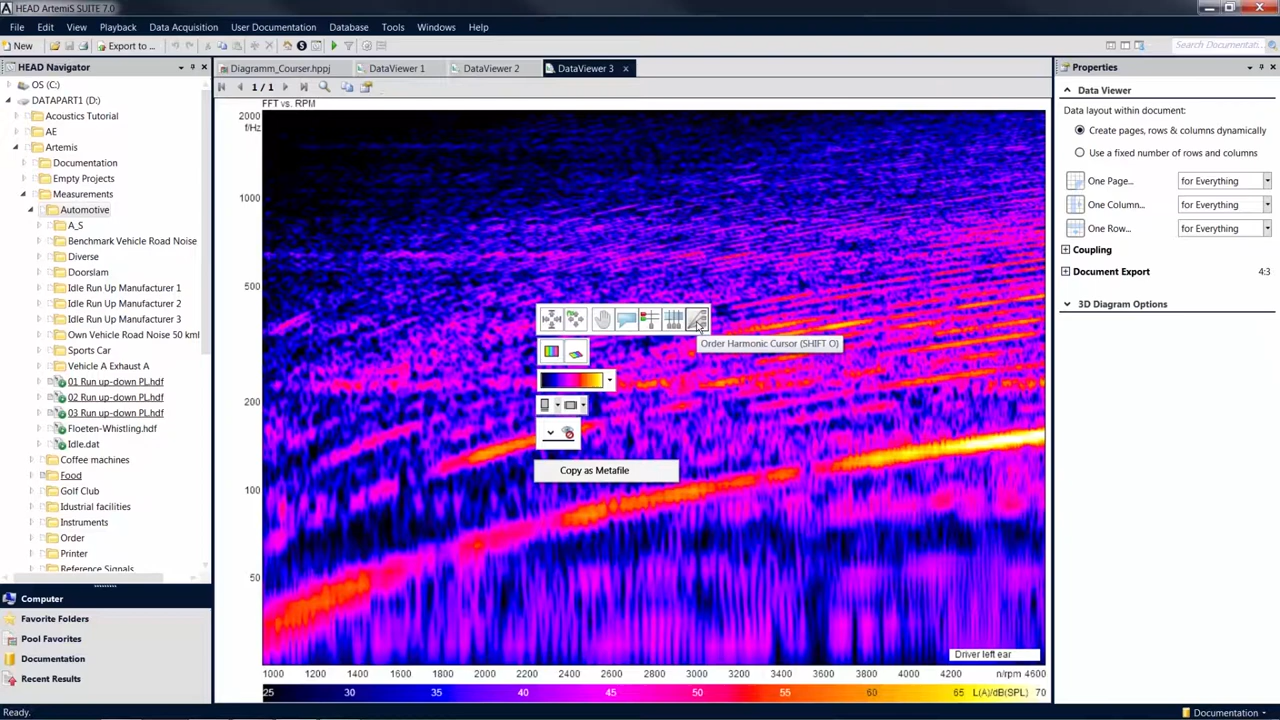 HEAD ArtemiS SUITE 7.0
File Edit View Playback Data Acquisition User Documentation Database Tools Windows Help
New Export to ... Search Documentati...
HEAD Navigator
OS (C:)
DATAPART1 (D:)
Acoustics Tutorial
AE
Artemis
Documentation
Empty Projects
Measurements
Automotive
A_S
Benchmark Vehicle Road Noise
Diverse
Doorslam
Idle Run Up Manufacturer 1
Idle Run Up Manufacturer 2
Idle Run Up Manufacturer 3
Own Vehicle Road Noise 50 kml
Sports Car
Vehicle A Exhaust A
01 Run up-down PL.hdf
02 Run up-down PL.hdf
03 Run up-down PL.hdf
Floeten-Whistling.hdf
Idle.dat
Coffee machines
Food
Golf Club
Idustrial facilities
Instruments
Order
Printer
Reference Signals
Computer
Favorite Folders
Pool Favorites
Documentation
Recent Results
Diagramm_Courser.hppj DataViewer 1 DataViewer 2 DataViewer 3
1 / 1
FFT vs. RPM
2000
f/Hz
1000
500
200
100
50
Order Harmonic Cursor (SHIFT O)
Copy as Metafile
Driver left ear
1000 1200 1400 1600 1800 2000 2200 2400 2600 2800 3000 3200 3400 3600 3800 4000 4200 n/rpm 4600
25 30 35 40 45 50 55 60 65 L(A)/dB(SPL) 70
Properties
Data Viewer
Data layout within document:
Create pages, rows & columns dynamically
Use a fixed number of rows and columns
One Page... for Everything
One Column... for Everything
One Row... for Everything
Coupling
Document Export 4:3
3D Diagram Options
Ready.
Documentation